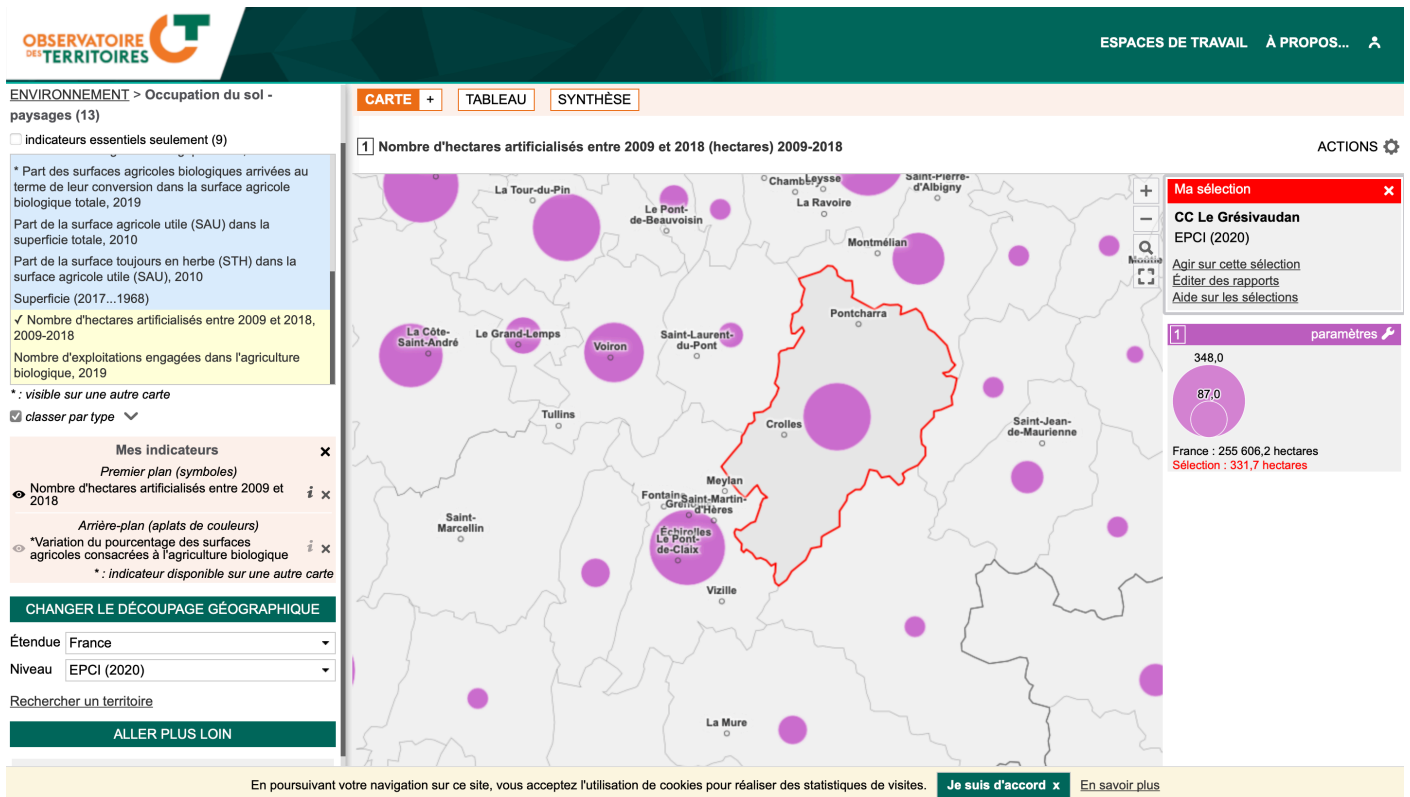 OBSERVATOIRE
DES TERRITOIRES
ESPACES DE TRAVAIL
À PROPOS...
ENVIRONNEMENT > Occupation du sol -
paysages (13)
indicateurs essentiels seulement (9)
* Part des surfaces agricoles biologiques arrivées au
terme de leur conversion dans la surface agricole
biologique totale, 2019
Part de la surface agricole utile (SAU) dans la
superficie totale, 2010
Part de la surface toujours en herbe (STH) dans la
surface agricole utile (SAU), 2010
Superficie (2017...1968)
✓ Nombre d'hectares artificialisés entre 2009 et 2018,
2009-2018
Nombre d'exploitations engagées dans l'agriculture
biologique, 2019
* : visible sur une autre carte
classer par type
Mes indicateurs
Premier plan (symboles)
Nombre d'hectares artificialisés entre 2009 et
2018
i x
Arrière-plan (aplats de couleurs)
*Variation du pourcentage des surfaces
agricoles consacrées à l'agriculture biologique
i x
* : indicateur disponible sur une autre carte
CHANGER LE DÉCOUPAGE GÉOGRAPHIQUE
Étendue France
Niveau EPCI (2020)
Rechercher un territoire
ALLER PLUS LOIN
CARTE +
TABLEAU
SYNTHÈSE
1 Nombre d'hectares artificialisés entre 2009 et 2018 (hectares) 2009-2018
ACTIONS
La Tour-du-Pin
Le Pont-
de-Beauvoisin
La Ravoire
Saint-Pierre-
d'Albigny
Montmélian
Pontcharra
La Côte-
Saint-André
Le Grand-Lemps
Voiron
Saint-Laurent-
du-Pont
Tullins
Crolles
Saint-Jean-
de-Maurienne
Meylan
Fontaine
Saint-Martin-
d'Hères
Saint-
Marcellin
Échirolles
Le Pont-
de-Claix
Vizille
La Mure
+
−
Ma sélection x
CC Le Grésivaudan
EPCI (2020)
Agir sur cette sélection
Éditer des rapports
Aide sur les sélections
1 paramètres
348,0
87,0
France : 255 606,2 hectares
Sélection : 331,7 hectares
En poursuivant votre navigation sur ce site, vous acceptez l'utilisation de cookies pour réaliser des statistiques de visites.
Je suis d'accord x
En savoir plus